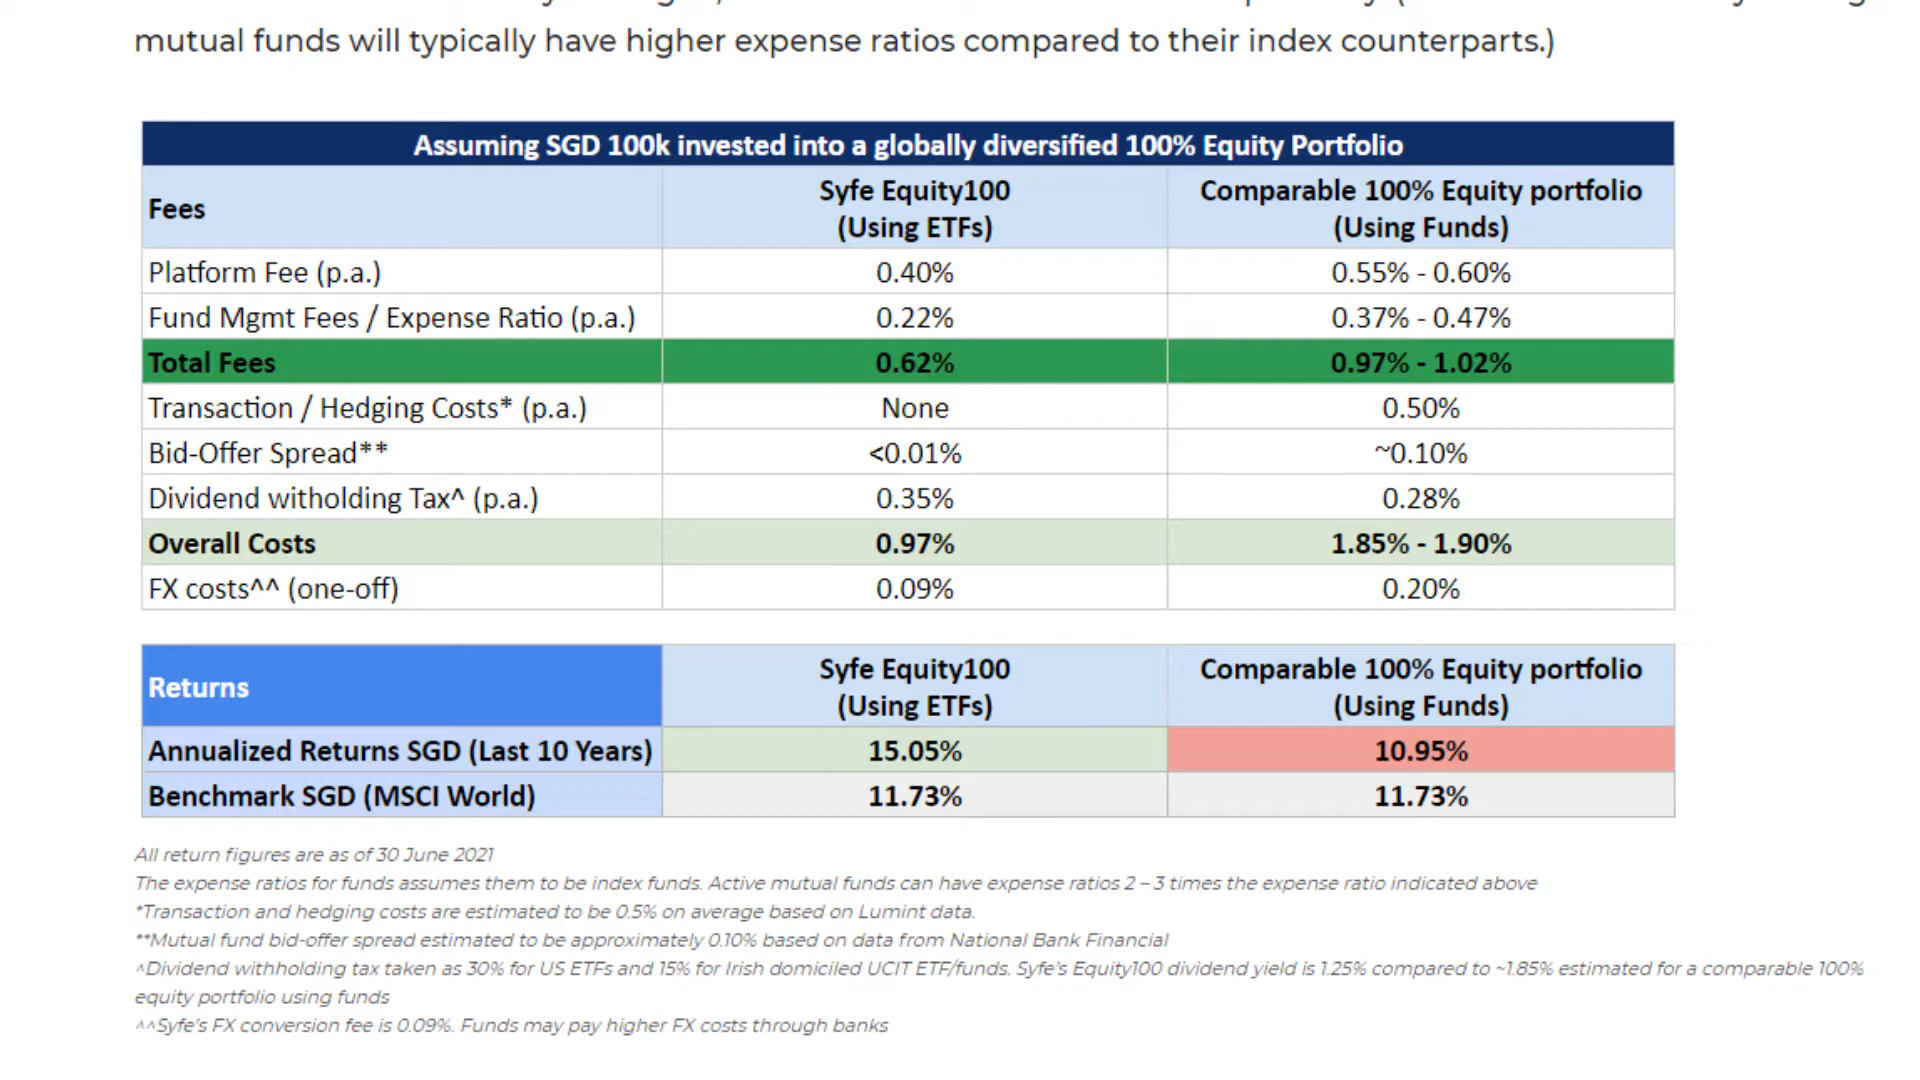 mutual funds will typically have higher expense ratios compared to their index counterparts.)
Assuming SGD 100k invested into a globally diversified 100% Equity Portfolio
Fees
Syfe Equity100
(Using ETFs)
Comparable 100% Equity portfolio
(Using Funds)
Platform Fee (p.a.) 0.40% 0.55% - 0.60%
Fund Mgmt Fees / Expense Ratio (p.a.) 0.22% 0.37% - 0.47%
Total Fees 0.62% 0.97% - 1.02%
Transaction / Hedging Costs* (p.a.) None 0.50%
Bid-Offer Spread** <0.01% ~0.10%
Dividend witholding Tax^ (p.a.) 0.35% 0.28%
Overall Costs 0.97% 1.85% - 1.90%
FX costs^^ (one-off) 0.09% 0.20%
Returns
Syfe Equity100
(Using ETFs)
Comparable 100% Equity portfolio
(Using Funds)
Annualized Returns SGD (Last 10 Years) 15.05% 10.95%
Benchmark SGD (MSCI World) 11.73% 11.73%
All return figures are as of 30 June 2021
The expense ratios for funds assumes them to be index funds. Active mutual funds can have expense ratios 2 – 3 times the expense ratio indicated above
*Transaction and hedging costs are estimated to be 0.5% on average based on Lumint data.
**Mutual fund bid-offer spread estimated to be approximately 0.10% based on data from National Bank Financial
^Dividend withholding tax taken as 30% for US ETFs and 15% for Irish domiciled UCIT ETF/funds. Syfe's Equity100 dividend yield is 1.25% compared to ~1.85% estimated for a comparable 100%
equity portfolio using funds
^^Syfe's FX conversion fee is 0.09%. Funds may pay higher FX costs through banks